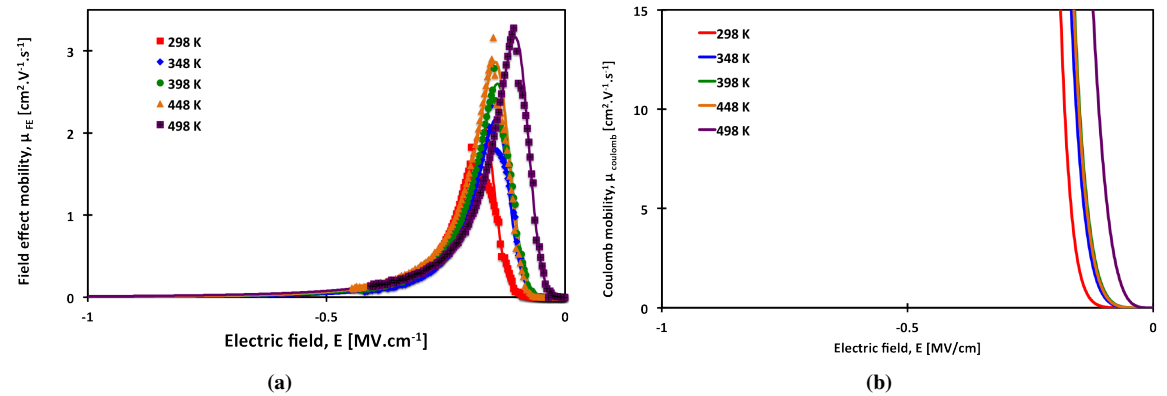 Field effect mobility, μ FE [cm².V⁻¹.s⁻¹]
3
2
1
0
298 K
348 K
398 K
448 K
498 K
-1
-0.5
0
Electric field, E [MV.cm⁻¹]
(a)
Coulomb mobility, μ coulomb [cm².V⁻¹.s⁻¹]
15
10
5
0
298 K
348 K
398 K
448 K
498 K
-1
-0.5
0
Electric field, E [MV/cm]
(b)